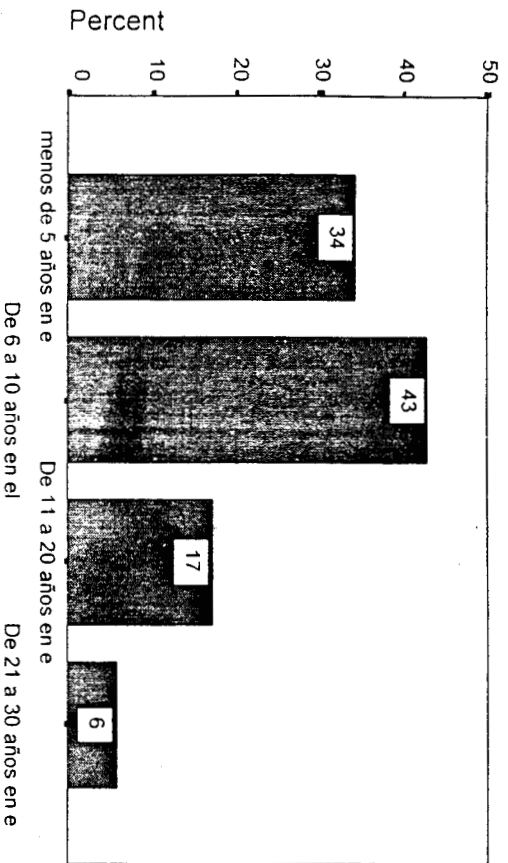 Percent
50
40
30
20
10
0
34
43
17
6
menos de 5 años en e
De 6 a 10 años en el
De 11 a 20 años en e
De 21 a 30 años en e